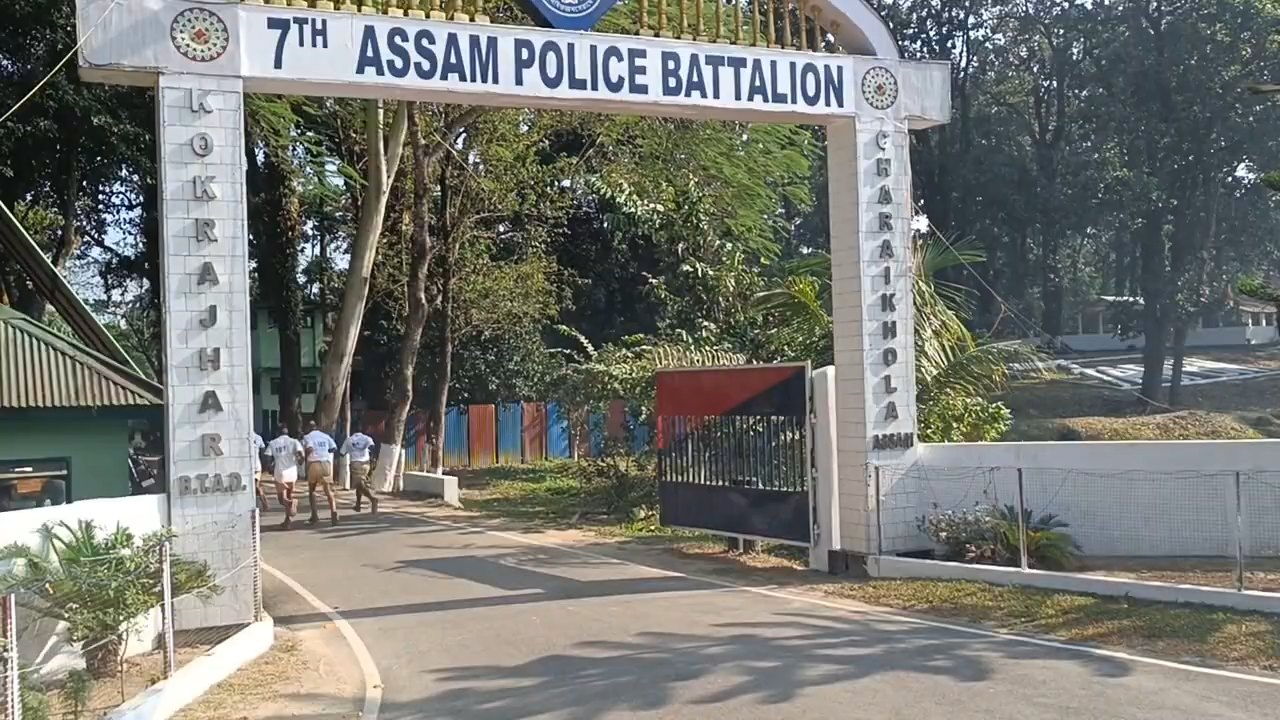 7TH ASSAM POLICE BATTALION
KOKRAJHAR
B.T.A.D.
CHARAIKHOLA
ASSAM